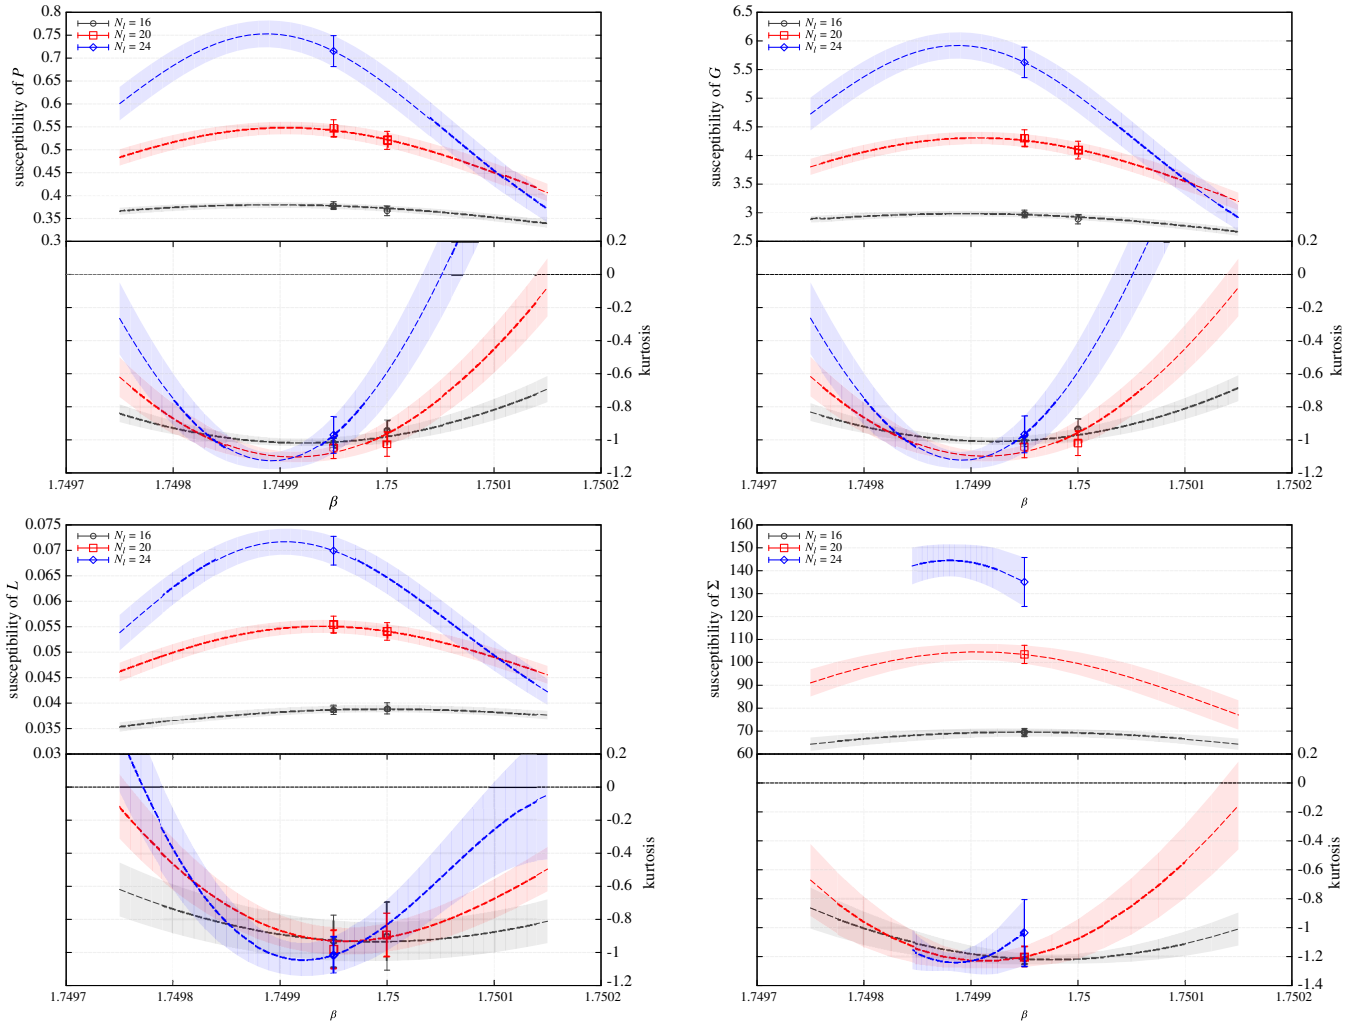 susceptibility of P
0.8
0.75
0.7
0.65
0.6
0.55
0.5
0.45
0.4
0.35
0.3
N_l = 16
N_l = 20
N_l = 24
0.2
0
-0.2
-0.4
-0.6
-0.8
-1
-1.2
kurtosis
1.7497 1.7498 1.7499 1.75 1.7501 1.7502
β
susceptibility of G
6.5
6
5.5
5
4.5
4
3.5
3
2.5
N_l = 16
N_l = 20
N_l = 24
0.2
0
-0.2
-0.4
-0.6
-0.8
-1
-1.2
kurtosis
1.7497 1.7498 1.7499 1.75 1.7501 1.7502
β
susceptibility of L
0.075
0.07
0.065
0.06
0.055
0.05
0.045
0.04
0.035
0.03
N_l = 16
N_l = 20
N_l = 24
0.2
0
-0.2
-0.4
-0.6
-0.8
-1
-1.2
kurtosis
1.7497 1.7498 1.7499 1.75 1.7501 1.7502
β
susceptibility of Σ
160
150
140
130
120
110
100
90
80
70
60
N_l = 16
N_l = 20
N_l = 24
0.2
0
-0.2
-0.4
-0.6
-0.8
-1
-1.2
-1.4
kurtosis
1.7497 1.7498 1.7499 1.75 1.7501 1.7502
β